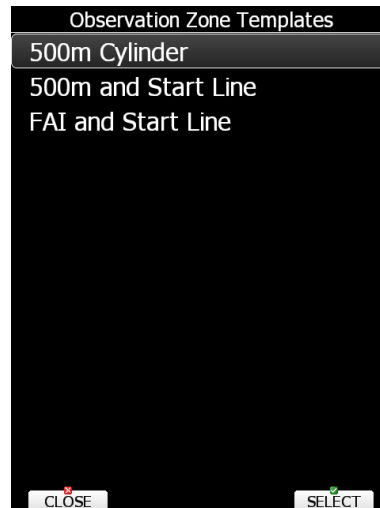 Observation Zone Templates
500m Cylinder
500m and Start Line
FAI and Start Line
CLOSE
SELECT